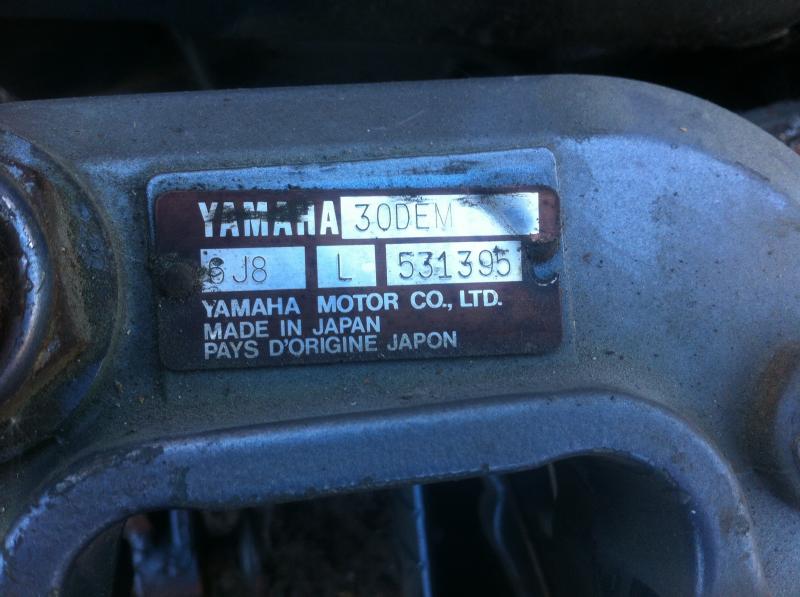 YAMAHA 30DEM
6J8 L 531395
YAMAHA MOTOR CO., LTD.
MADE IN JAPAN
PAYS D'ORIGINE JAPON